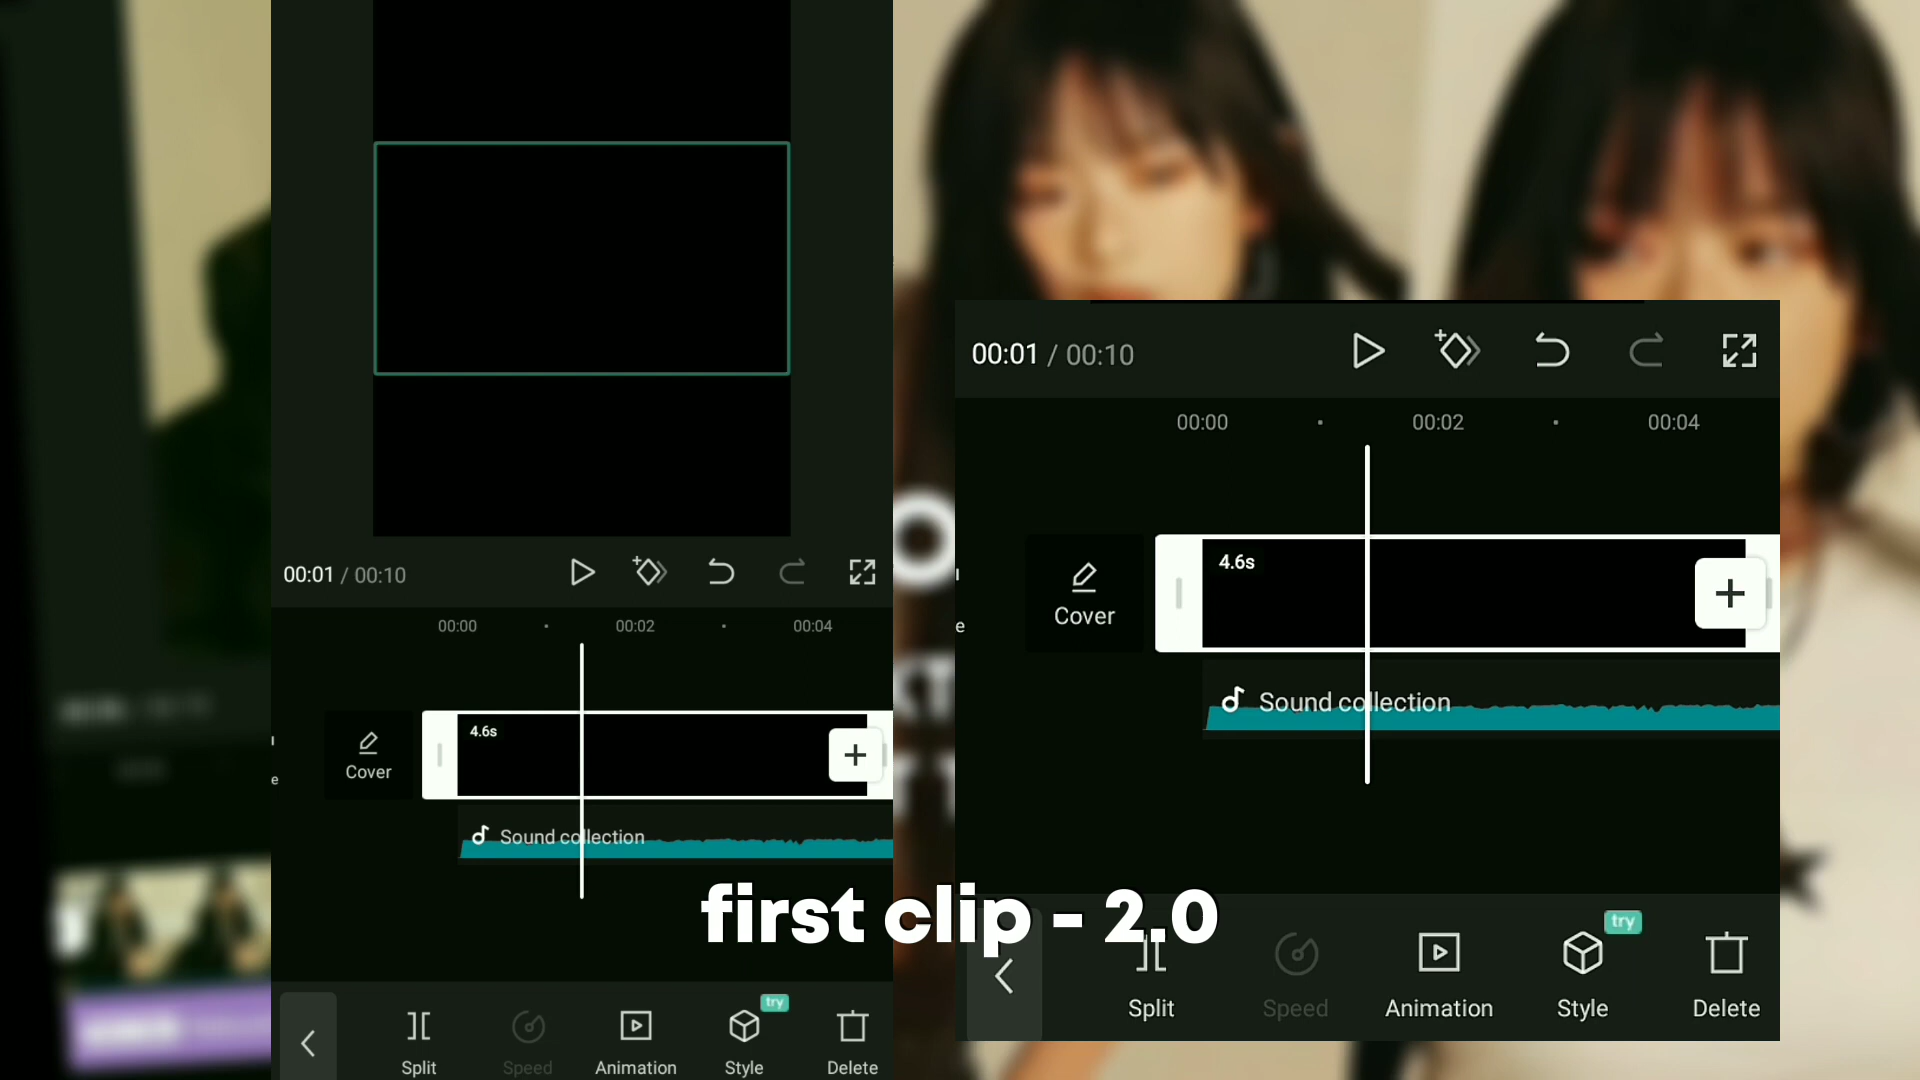 00:01 / 00:10
00:00
00:02
00:04
4.6s
Cover
Sound collection
try
Split
Speed
Animation
Style
Delete
00:01 / 00:10
00:00
00:02
00:04
4.6s
Cover
Sound collection
first clip - 2.0
try
Split
Speed
Animation
Style
Delete